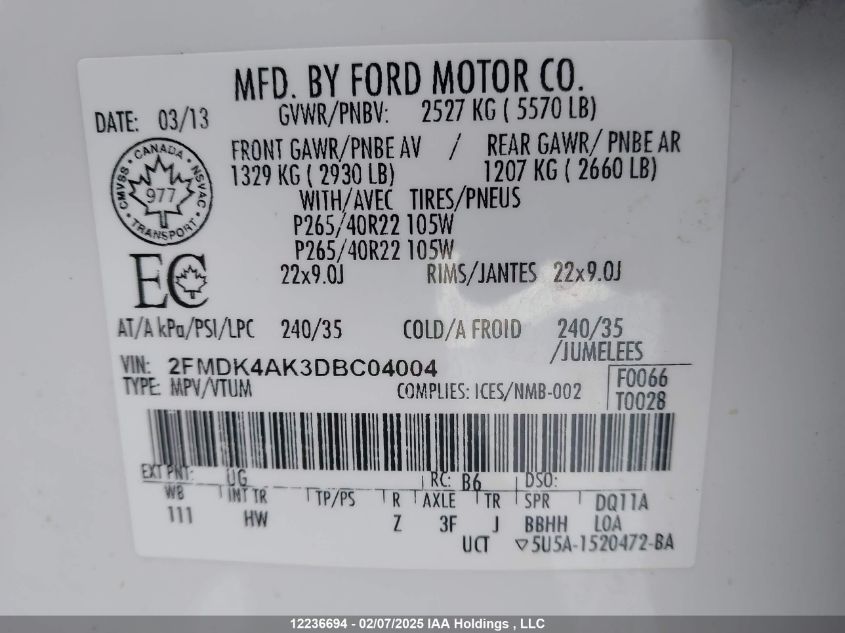 MFD. BY FORD MOTOR CO.
DATE: 03/13
GVWR/PNBV: 2527 KG ( 5570 LB)
FRONT GAWR/PNBE AV / REAR GAWR/ PNBE AR
1329 KG ( 2930 LB) 1207 KG ( 2660 LB)
WITH/AVEC TIRES/PNEUS
P265/40R22 105W
P265/40R22 105W
22x9.0J RIMS/JANTES 22x9.0J
CANADA
CMVSS NSVAC
977
TRANSPORT
EC
AT/A kPa/PSI/LPC 240/35 COLD/A FROID 240/35
/JUMELEES
VIN: 2FMDK4AK3DBC04004
TYPE: MPV/VTUM COMPLIES: ICES/NMB-002
F0066
T0028
EXT PNT: UG RC: B6 DSO:
WB INT TR TP/PS R AXLE TR SPR DQ11A
111 HW Z 3F J BBHH LOA
UCT ▽5U5A-1520472-BA
12236694 - 02/07/2025 IAA Holdings , LLC